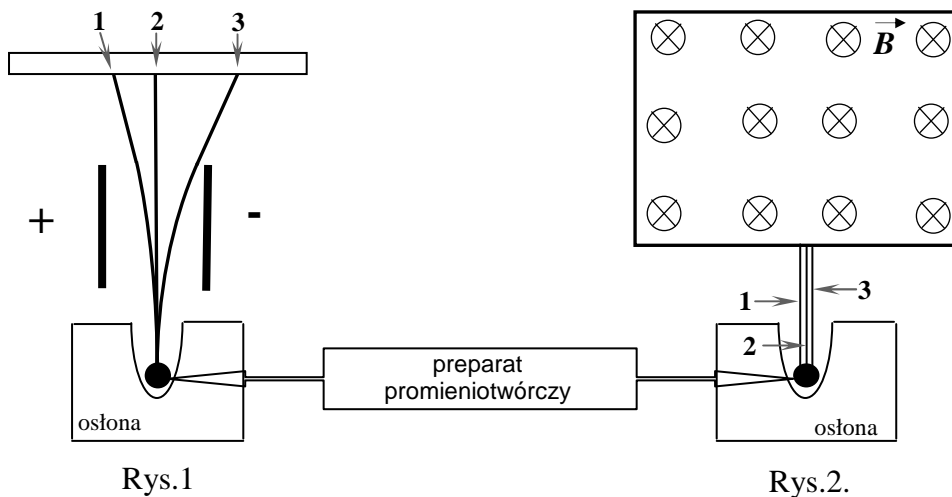 1 2 3
B
+ -
1 3
2
preparat
promieniotwórczy
osłona osłona
Rys.1 Rys.2.